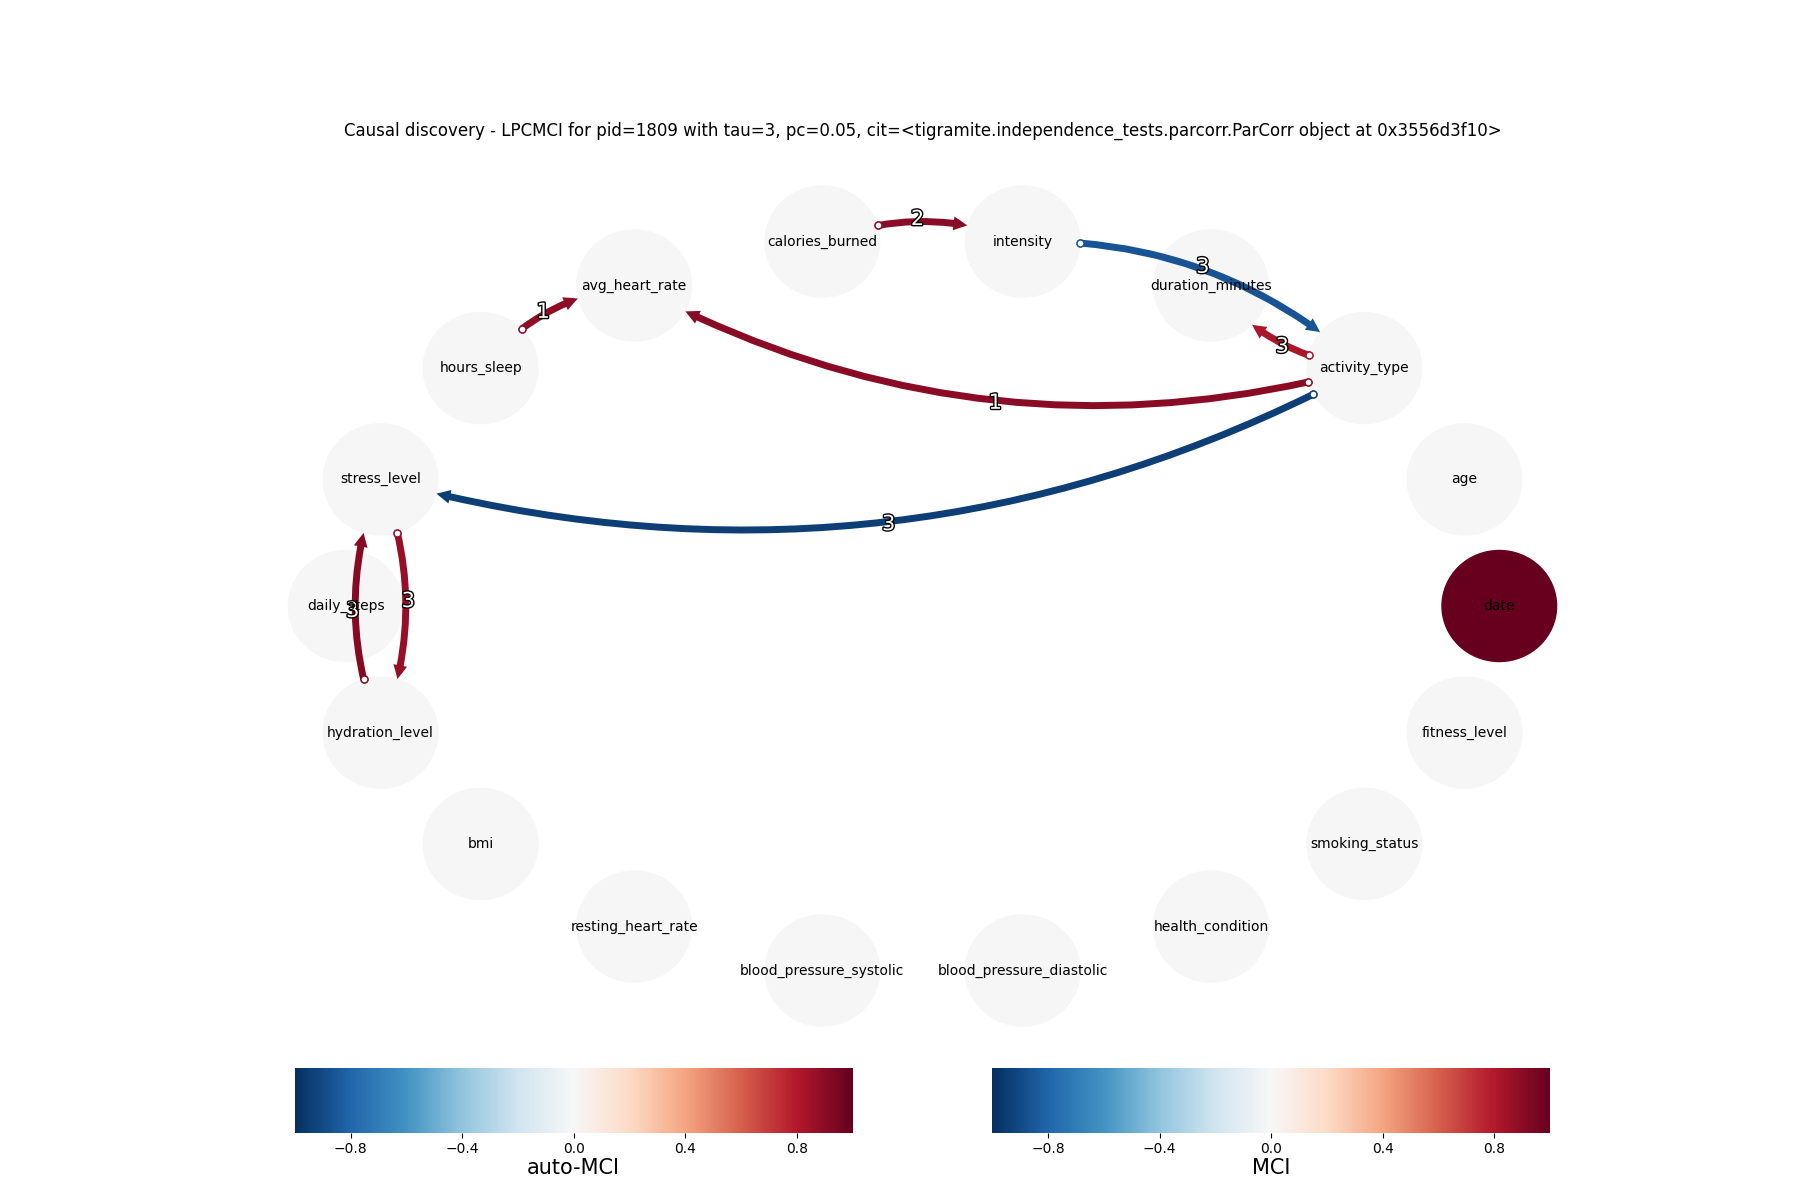 Causal discovery - LPCMCI for pid=1809 with tau=3, pc=0.05, cit=<tigramite.independence_tests.parcorr.ParCorr object at 0x3556d3f10>
2
calories_burned
intensity
3
avg_heart_rate
duration_minutes
1
3
hours_sleep
activity_type
1
stress_level
age
3
3
daily_steps
3
date
hydration_level
fitness_level
bmi
smoking_status
resting_heart_rate
health_condition
blood_pressure_systolic
blood_pressure_diastolic
−0.8 −0.4 0.0 0.4 0.8
auto-MCI
−0.8 −0.4 0.0 0.4 0.8
MCI